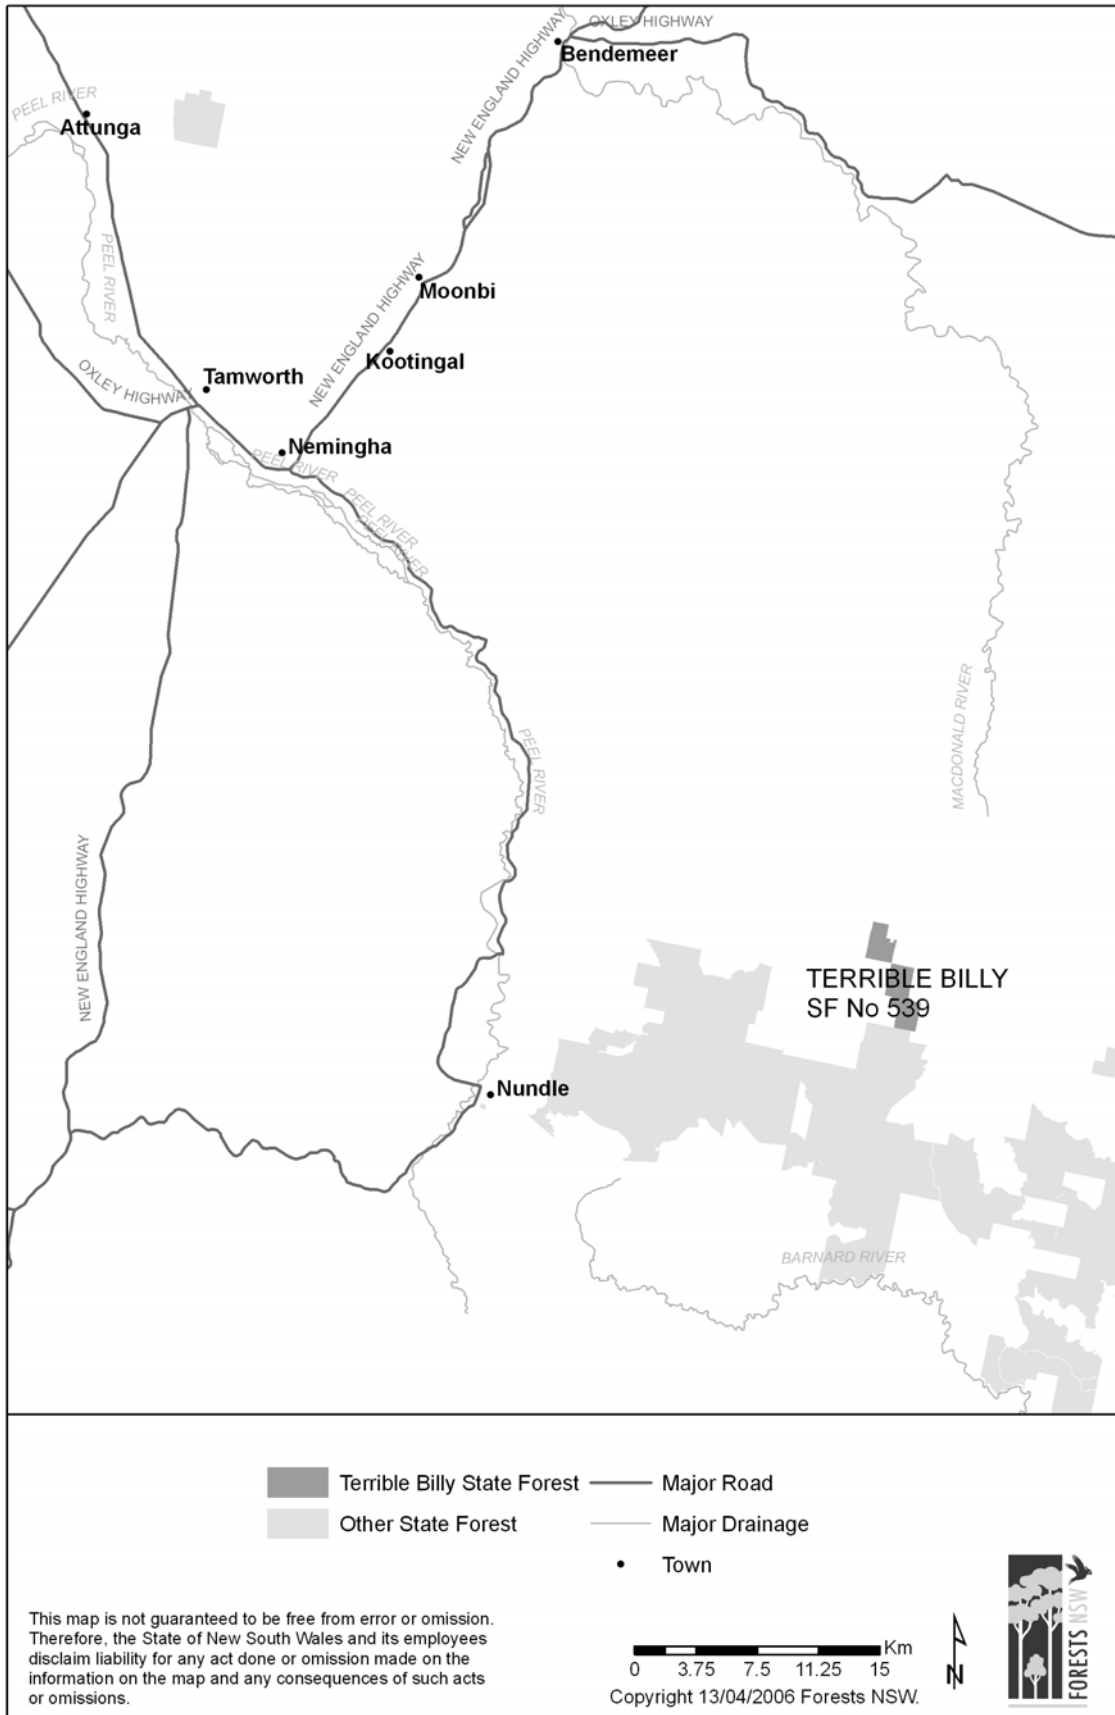 OXLEY HIGHWAY
NEW ENGLAND HIGHWAY
Bendemeer
PEEL RIVER
Attunga
PEEL RIVER
NEW ENGLAND HIGHWAY
Moonbi
Kootingal
OXLEY HIGHWAY
Tamworth
Nemingha
PEEL RIVER
PEEL RIVER
PEEL RIVER
MACDONALD RIVER
PEEL RIVER
NEW ENGLAND HIGHWAY
TERRIBLE BILLY
SF No 539
Nundle
BARNARD RIVER
Terrible Billy State Forest
Major Road
Other State Forest
Major Drainage
Town
This map is not guaranteed to be free from error or omission.
Therefore, the State of New South Wales and its employees
disclaim liability for any act done or omission made on the
information on the map and any consequences of such acts
or omissions.
Km
0 3.75 7.5 11.25 15
Copyright 13/04/2006 Forests NSW.
N
FORESTS NSW